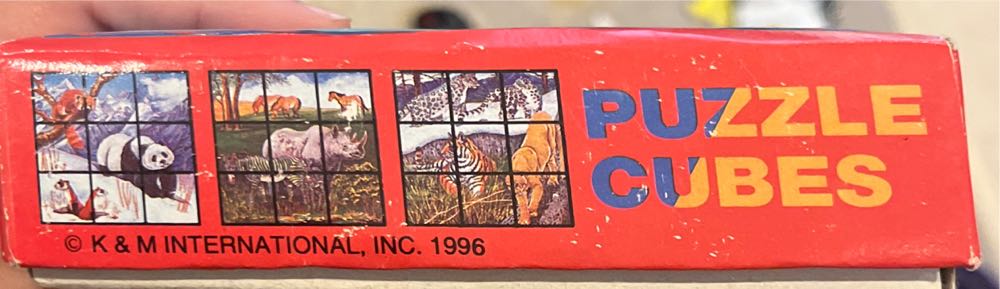 PUZZLE
CUBES
© K & M INTERNATIONAL, INC. 1996